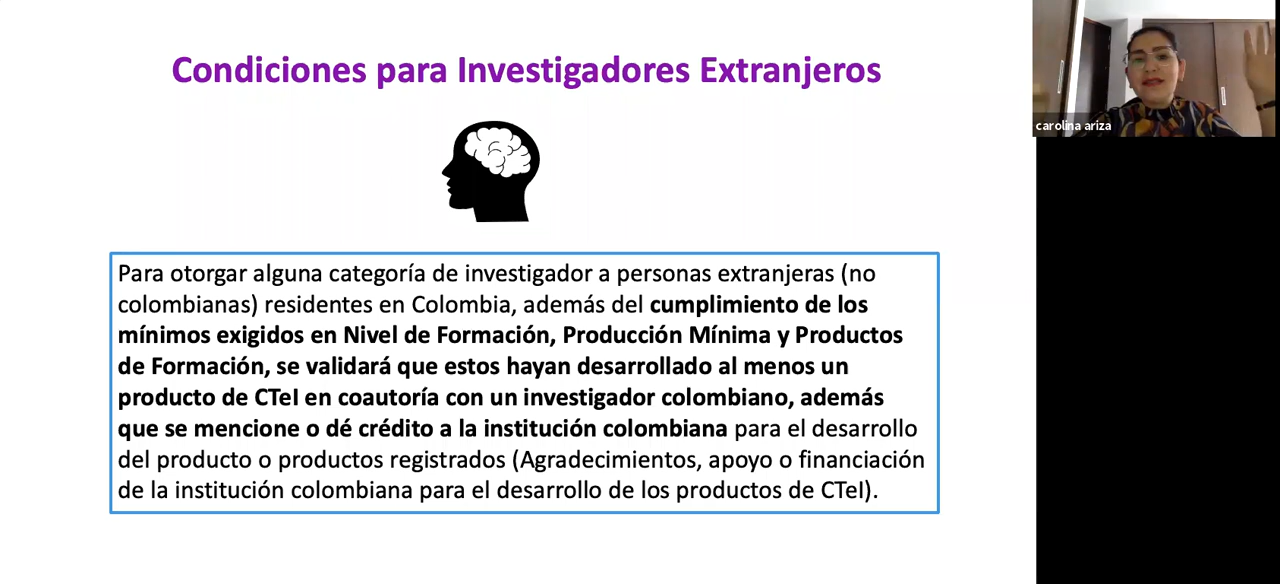 Condiciones para Investigadores Extranjeros
carolina ariza
Para otorgar alguna categoría de investigador a personas extranjeras (no
colombianas) residentes en Colombia, además del cumplimiento de los
mínimos exigidos en Nivel de Formación, Producción Mínima y Productos
de Formación, se validará que estos hayan desarrollado al menos un
producto de CTeI en coautoría con un investigador colombiano, además
que se mencione o dé crédito a la institución colombiana para el desarrollo
del producto o productos registrados (Agradecimientos, apoyo o financiación
de la institución colombiana para el desarrollo de los productos de CTeI).